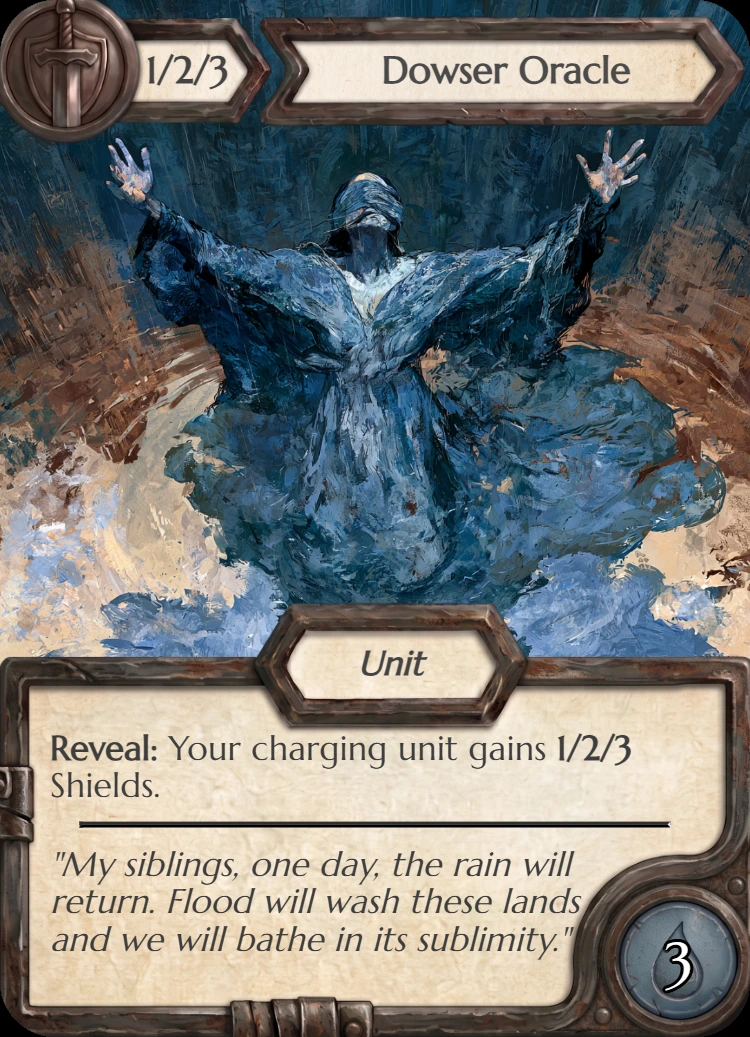 1/2/3
Dowser Oracle
Unit
Reveal: Your charging unit gains 1/2/3
Shields.
"My siblings, one day, the rain will
return. Flood will wash these lands
and we will bathe in its sublimity."
3